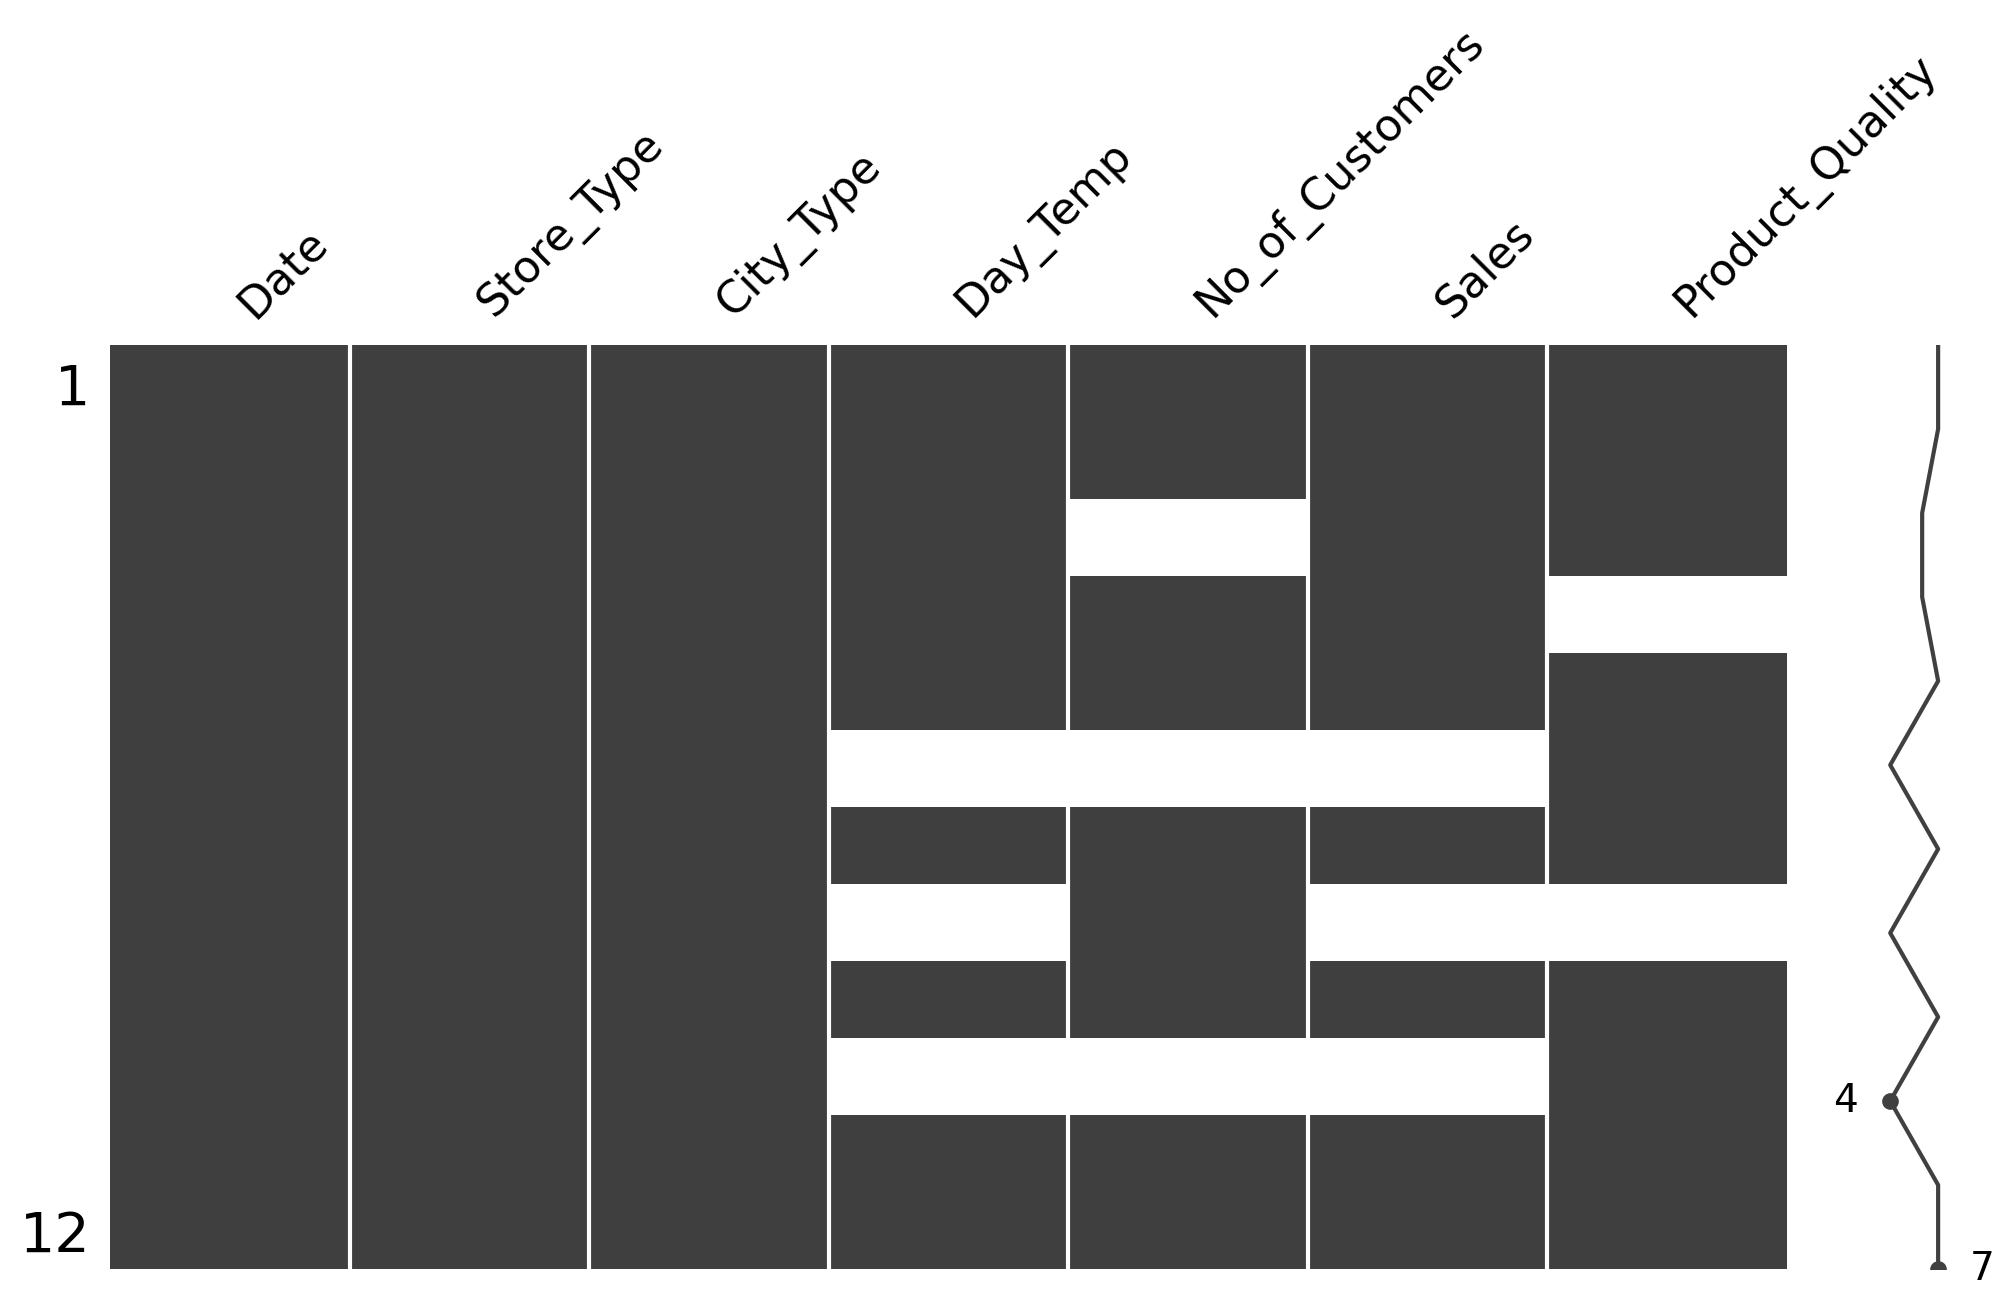 Date
Store_Type
City_Type
Day_Temp
No_of_Customers
Sales
Product_Quality
1
4
12
7